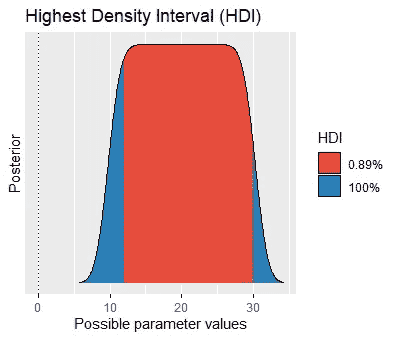 Highest Density Interval (HDI)
Posterior
HDI
0.89%
100%
0 10 20 30
Possible parameter values